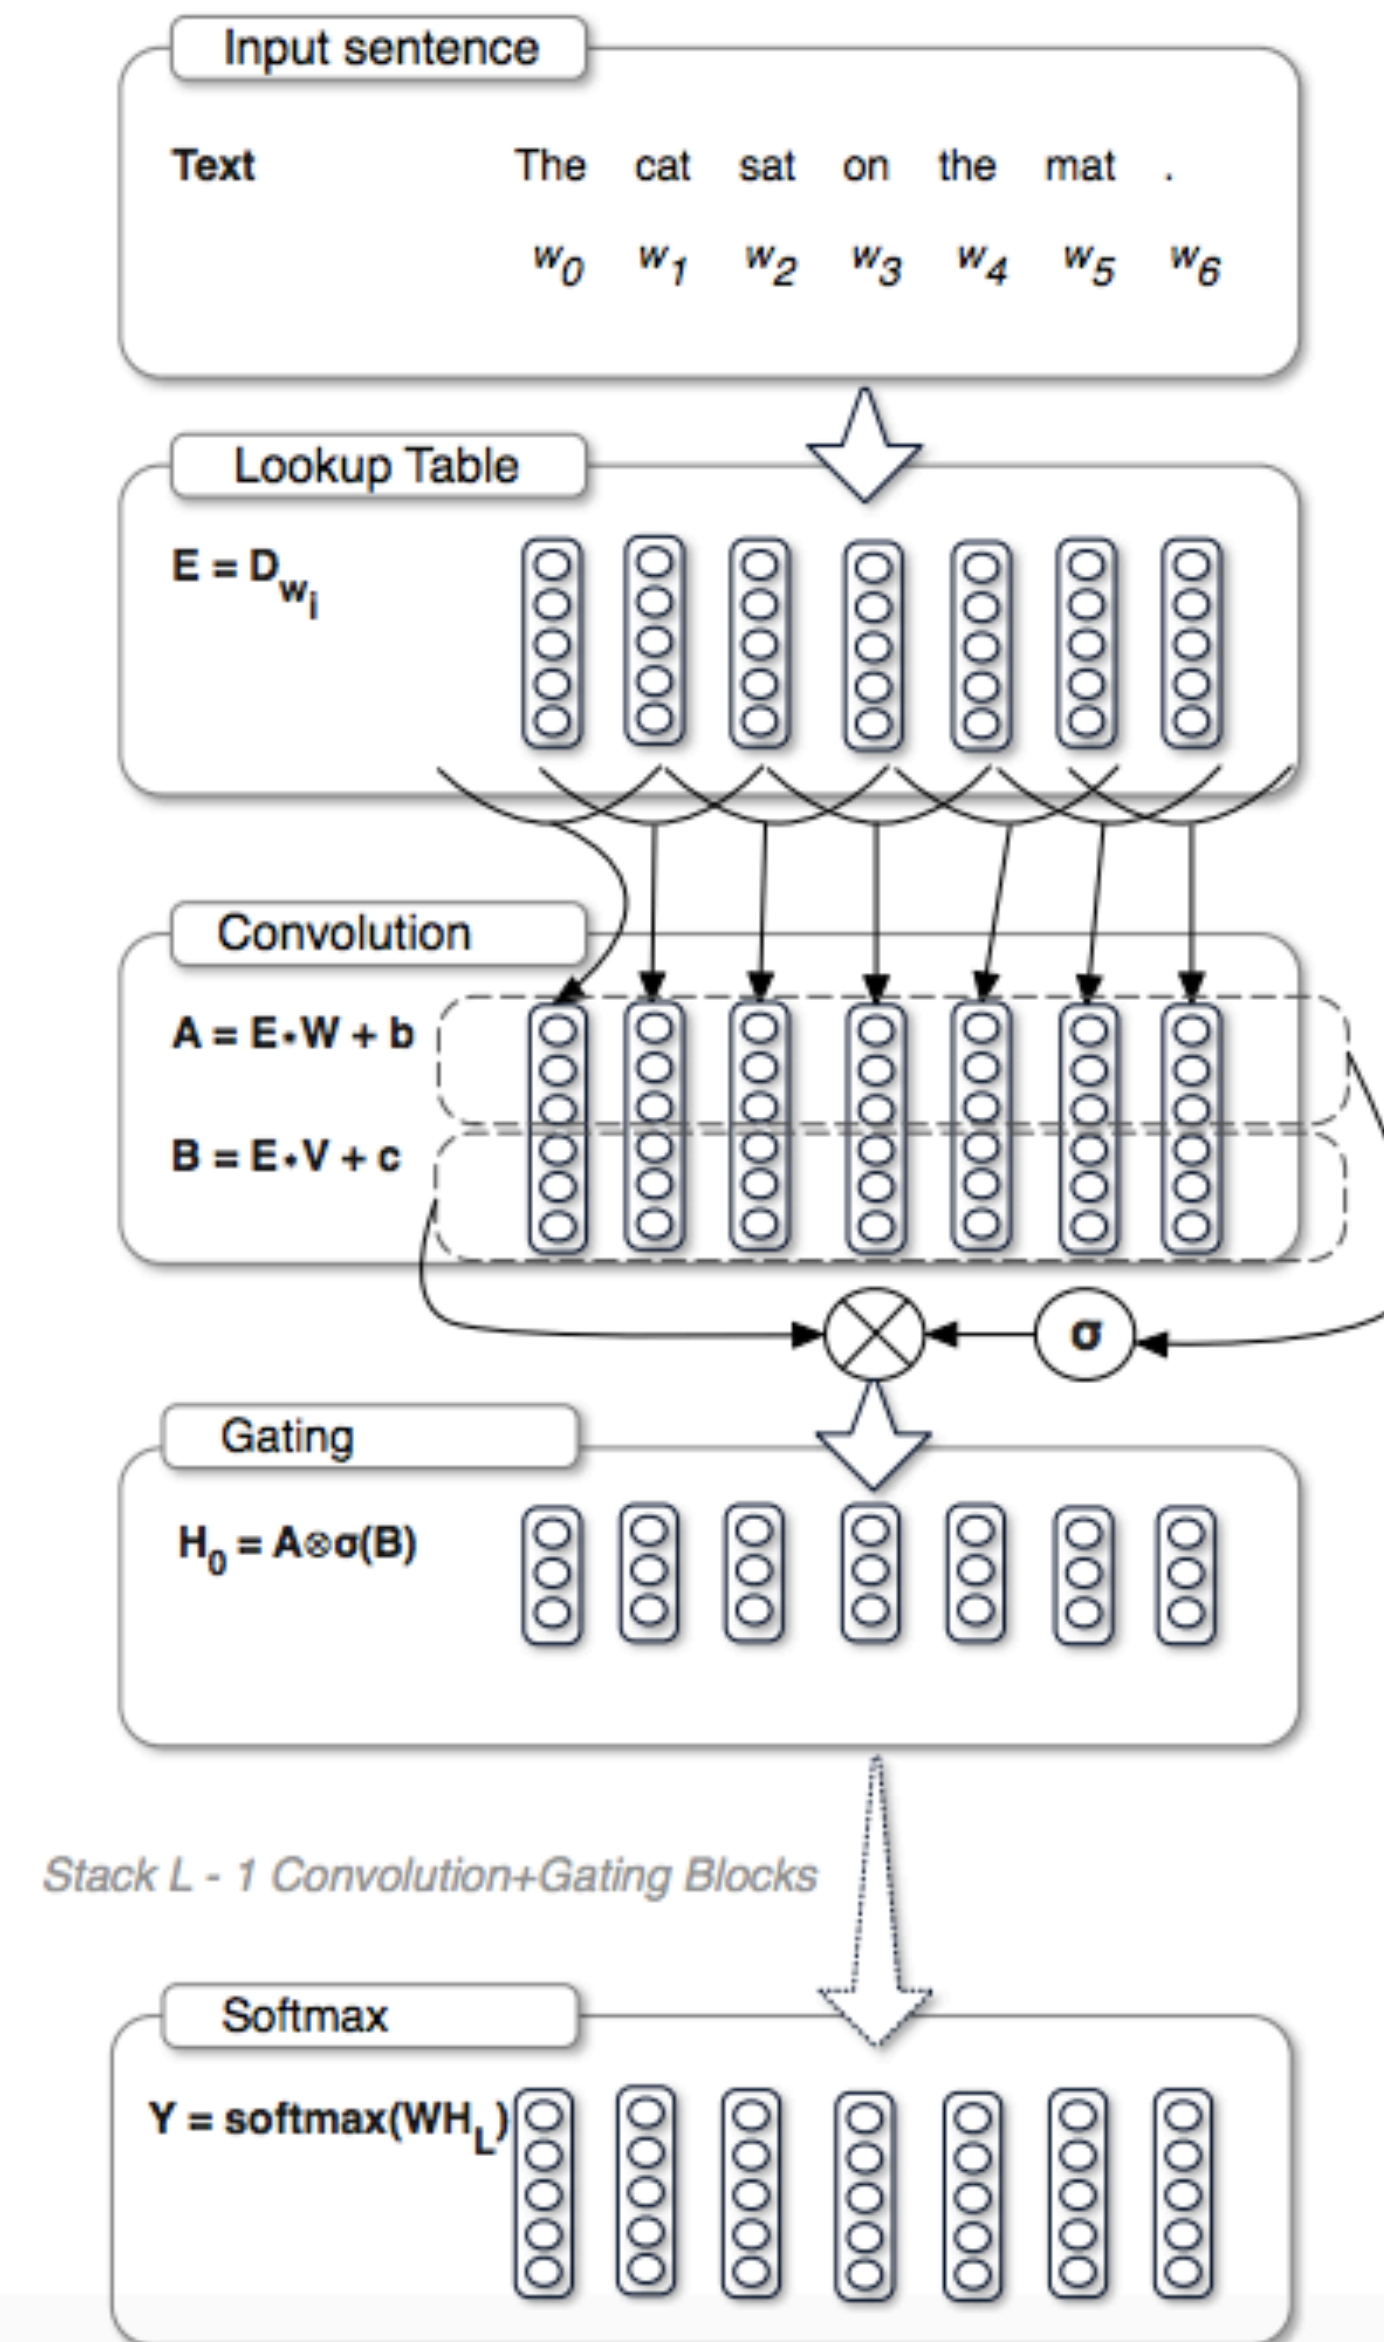 Input sentence
Text The cat sat on the mat .
w0 w1 w2 w3 w4 w5 w6
Lookup Table
E = Dwi
Convolution
A = E•W + b
B = E•V + c
σ
Gating
H0 = A⊗σ(B)
Stack L - 1 Convolution+Gating Blocks
Softmax
Y = softmax(WHL)